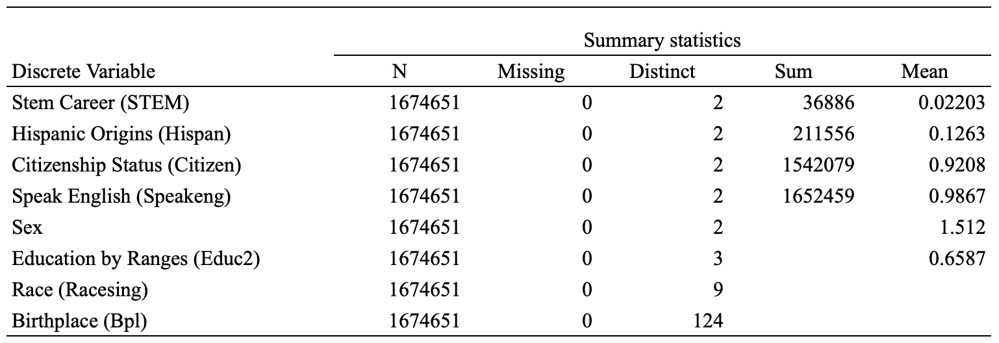 Summary statistics
Discrete Variable N Missing Distinct Sum Mean
Stem Career (STEM) 1674651 0 2 36886 0.02203
Hispanic Origins (Hispan) 1674651 0 2 211556 0.1263
Citizenship Status (Citizen) 1674651 0 2 1542079 0.9208
Speak English (Speakeng) 1674651 0 2 1652459 0.9867
Sex 1674651 0 2 1.512
Education by Ranges (Educ2) 1674651 0 3 0.6587
Race (Racesing) 1674651 0 9
Birthplace (Bpl) 1674651 0 124